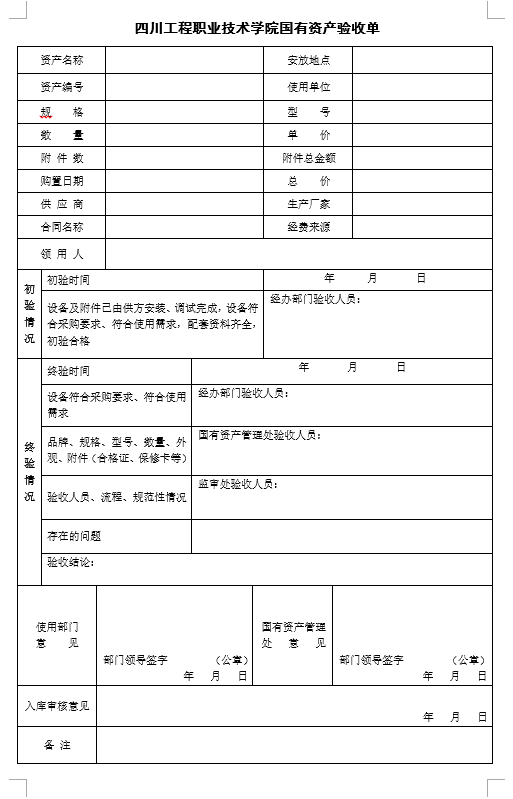 四川工程职业技术学院国有资产验收单
资产名称 安放地点
资产编号 使用单位
规 格 型 号
数 量 单 价
附 件 数 附件总金额
购置日期 总 价
供 应 商 生产厂家
合同名称 经费来源
领 用 人
初验情况
初验时间 年 月 日
设备及附件已由供方安装、调试完成，设备符
合采购要求、符合使用需求，配套资料齐全，
初验合格
经办部门验收人员：
终验情况
终验时间 年 月 日
设备符合采购要求、符合使用
需求
经办部门验收人员：
品牌、规格、型号、数量、外
观、附件（合格证、保修卡等）
国有资产管理处验收人员：
验收人员、流程、规范性情况
监审处验收人员：
存在的问题
验收结论：
使用部门
意 见
部门领导签字 （公章）
年 月 日
国有资产管理
处 意 见
部门领导签字 （公章）
年 月 日
入库审核意见
年 月 日
备 注